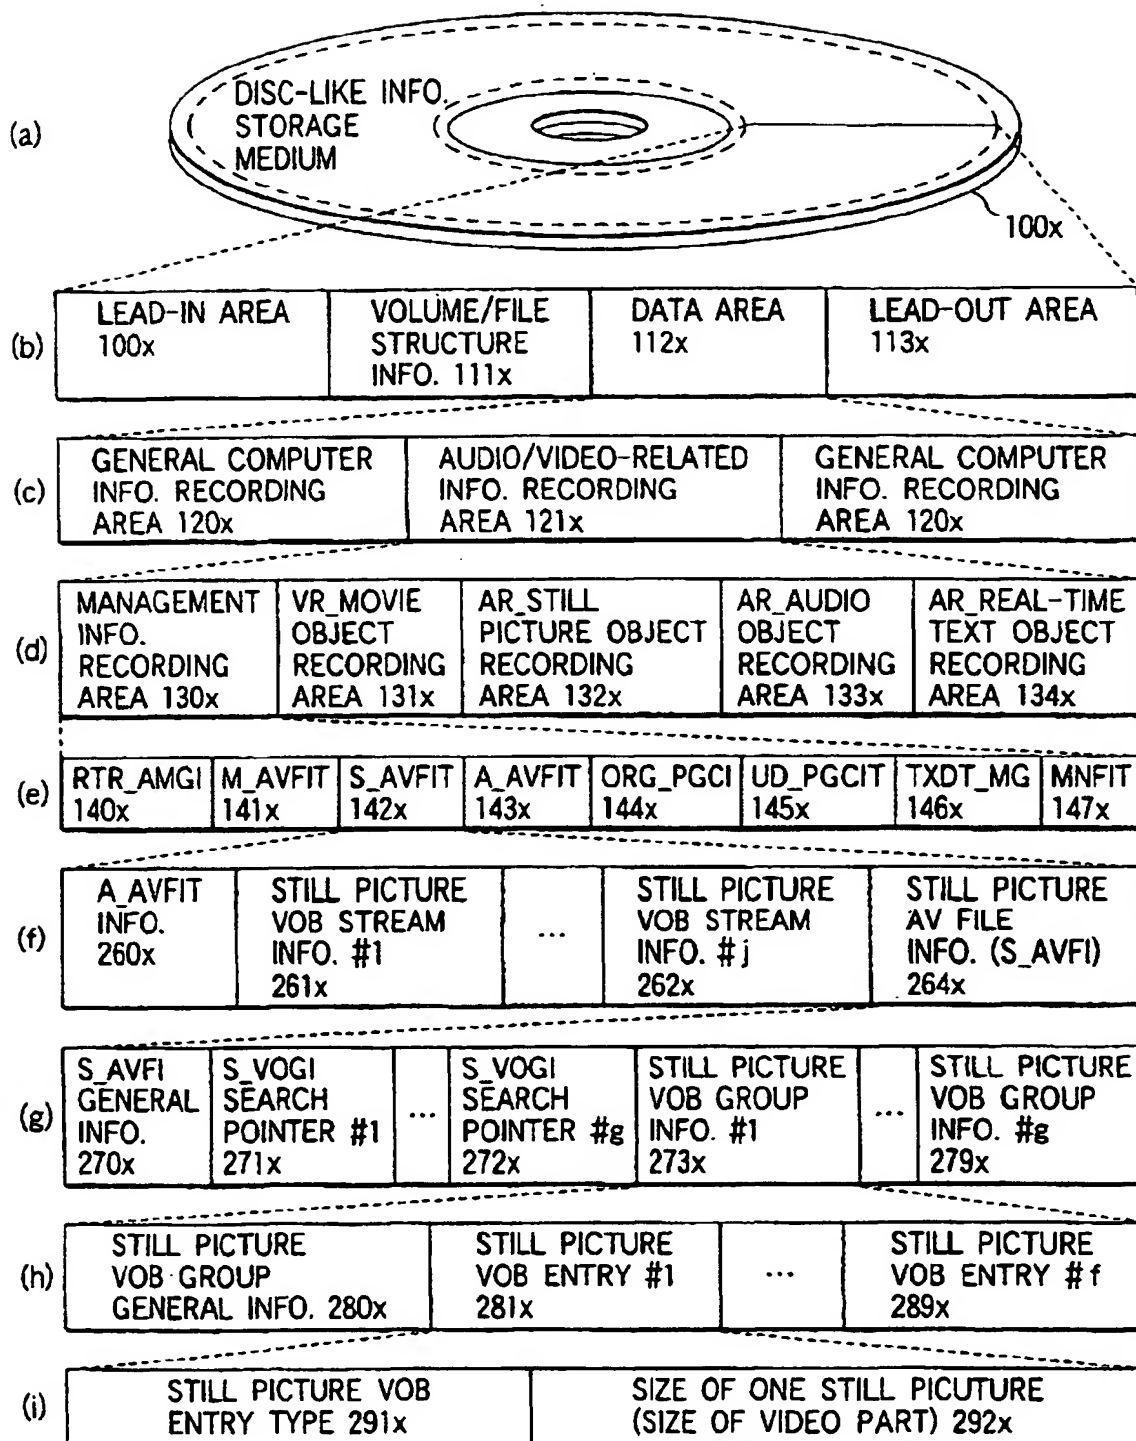 (a)
DISC-LIKE INFO.
STORAGE
MEDIUM
100x
(b)
LEAD-IN AREA
100x
VOLUME/FILE
STRUCTURE
INFO. 111x
DATA AREA
112x
LEAD-OUT AREA
113x
(c)
GENERAL COMPUTER
INFO. RECORDING
AREA 120x
AUDIO/VIDEO-RELATED
INFO. RECORDING
AREA 121x
GENERAL COMPUTER
INFO. RECORDING
AREA 120x
(d)
MANAGEMENT
INFO.
RECORDING
AREA 130x
VR_MOVIE
OBJECT
RECORDING
AREA 131x
AR_STILL
PICTURE OBJECT
RECORDING
AREA 132x
AR_AUDIO
OBJECT
RECORDING
AREA 133x
AR_REAL-TIME
TEXT OBJECT
RECORDING
AREA 134x
(e)
RTR_AMGI
140x
M_AVFIT
141x
S_AVFIT
142x
A_AVFIT
143x
ORG_PGCI
144x
UD_PGCIT
145x
TXDT_MG
146x
MNFIT
147x
(f)
A_AVFIT
INFO.
260x
STILL PICTURE
VOB STREAM
INFO. #1
261x
...
STILL PICTURE
VOB STREAM
INFO. #j
262x
STILL PICTURE
AV FILE
INFO. (S_AVFI)
264x
(g)
S_AVFI
GENERAL
INFO.
270x
S_VOGI
SEARCH
POINTER #1
271x
...
S_VOGI
SEARCH
POINTER #g
272x
STILL PICTURE
VOB GROUP
INFO. #1
273x
...
STILL PICTURE
VOB GROUP
INFO. #g
279x
(h)
STILL PICTURE
VOB GROUP
GENERAL INFO. 280x
STILL PICTURE
VOB ENTRY #1
281x
...
STILL PICTURE
VOB ENTRY #f
289x
(i)
STILL PICTURE VOB
ENTRY TYPE 291x
SIZE OF ONE STILL PICUTURE
(SIZE OF VIDEO PART) 292x